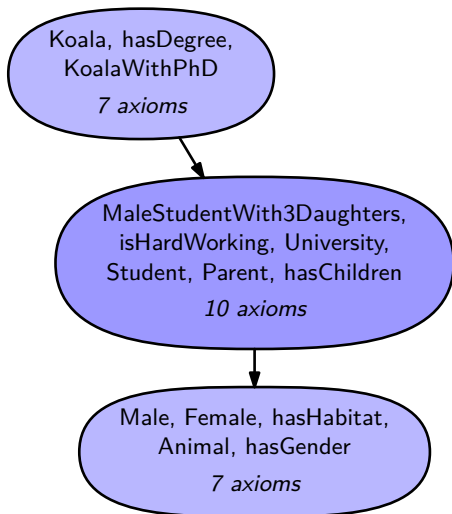 Koala, hasDegree,
KoalaWithPhD
7 axioms
MaleStudentWith3Daughters,
isHardWorking, University,
Student, Parent, hasChildren
10 axioms
Male, Female, hasHabitat,
Animal, hasGender
7 axioms